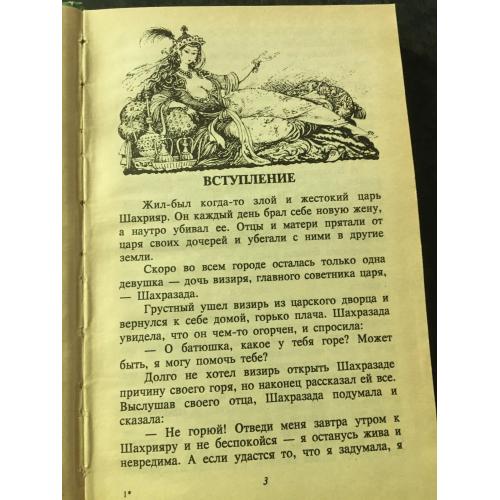 ВСТУПЛЕНИЕ
Жил-был когда-то злой и жестокий царь
Шахрияр. Он каждый день брал себе новую жену,
а наутро убивал ее. Отцы и матери прятали от
царя своих дочерей и убегали с ними в другие
земли.
Скоро во всем городе осталась только одна
девушка — дочь визиря, главного советника царя,
— Шахразада.
Грустный ушел визирь из царского дворца и
вернулся к себе домой, горько плача. Шахразада
увидела, что он чем-то огорчен, и спросила:
— О батюшка, какое у тебя горе? Может
быть, я могу помочь тебе?
Долго не хотел визирь открыть Шахразаде
причину своего горя, но наконец рассказал ей все.
Выслушав своего отца, Шахразада подумала и
сказала:
— Не горюй! Отведи меня завтра утром к
Шахрияру и не беспокойся — я останусь жива и
невредима. А если удастся то, что я задумала, я
3
1*